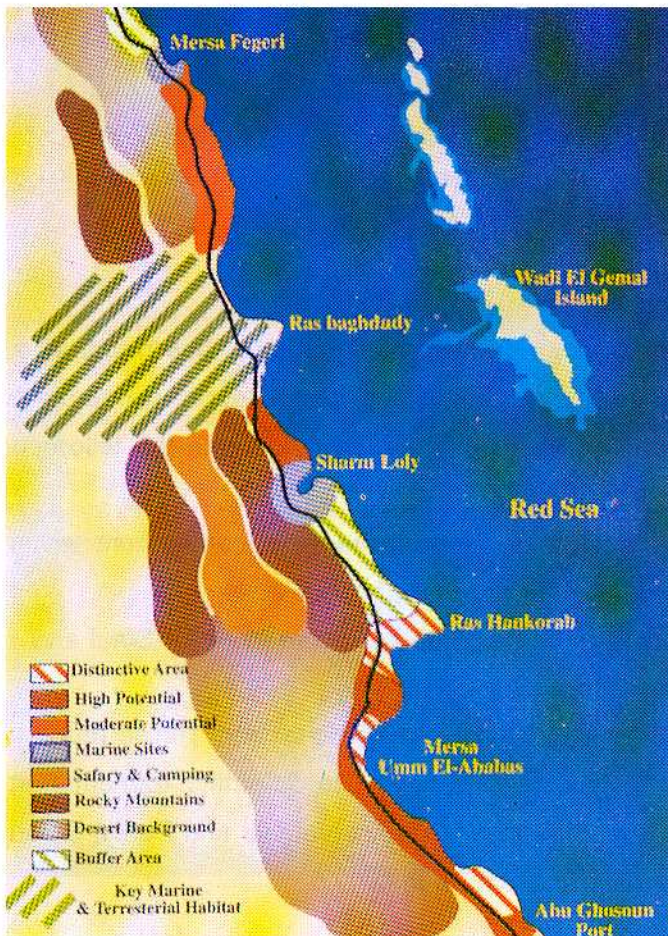 Mersa Fegeri
Wadi El Gemal
Island
Ras baghdudy
Sharm Loly
Red Sea
Ras Hankorab
Distinctive Area
High Potential
Moderate Potential
Marine Sites
Safary & Camping
Rocky Mountains
Desert Background
Buffer Area
Key Marine
& Terresterial Habitat
Mersa
Umm El-Ababas
Abu Ghosoun
Port